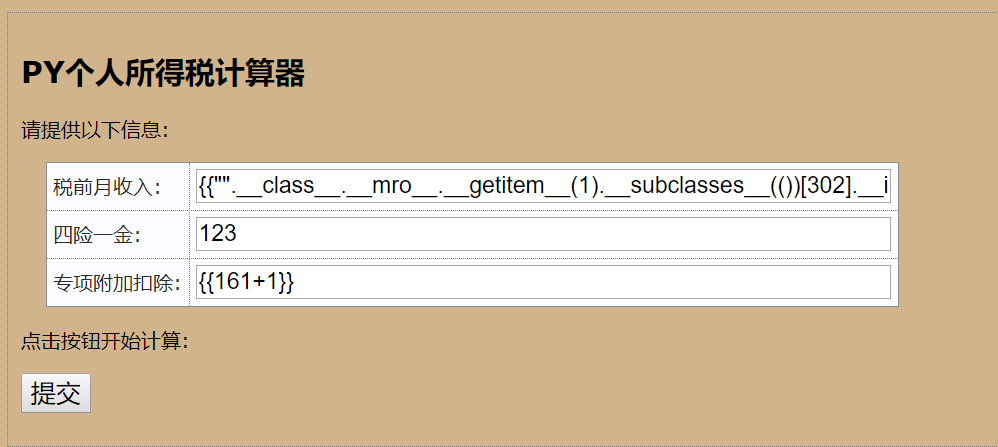 PY个人所得税计算器
请提供以下信息:
税前月收入: {{"".__class__.__mro__.__getitem__(1).__subclasses__(())[302].__i
四险一金: 123
专项附加扣除: {{161+1}}
点击按钮开始计算:
提交